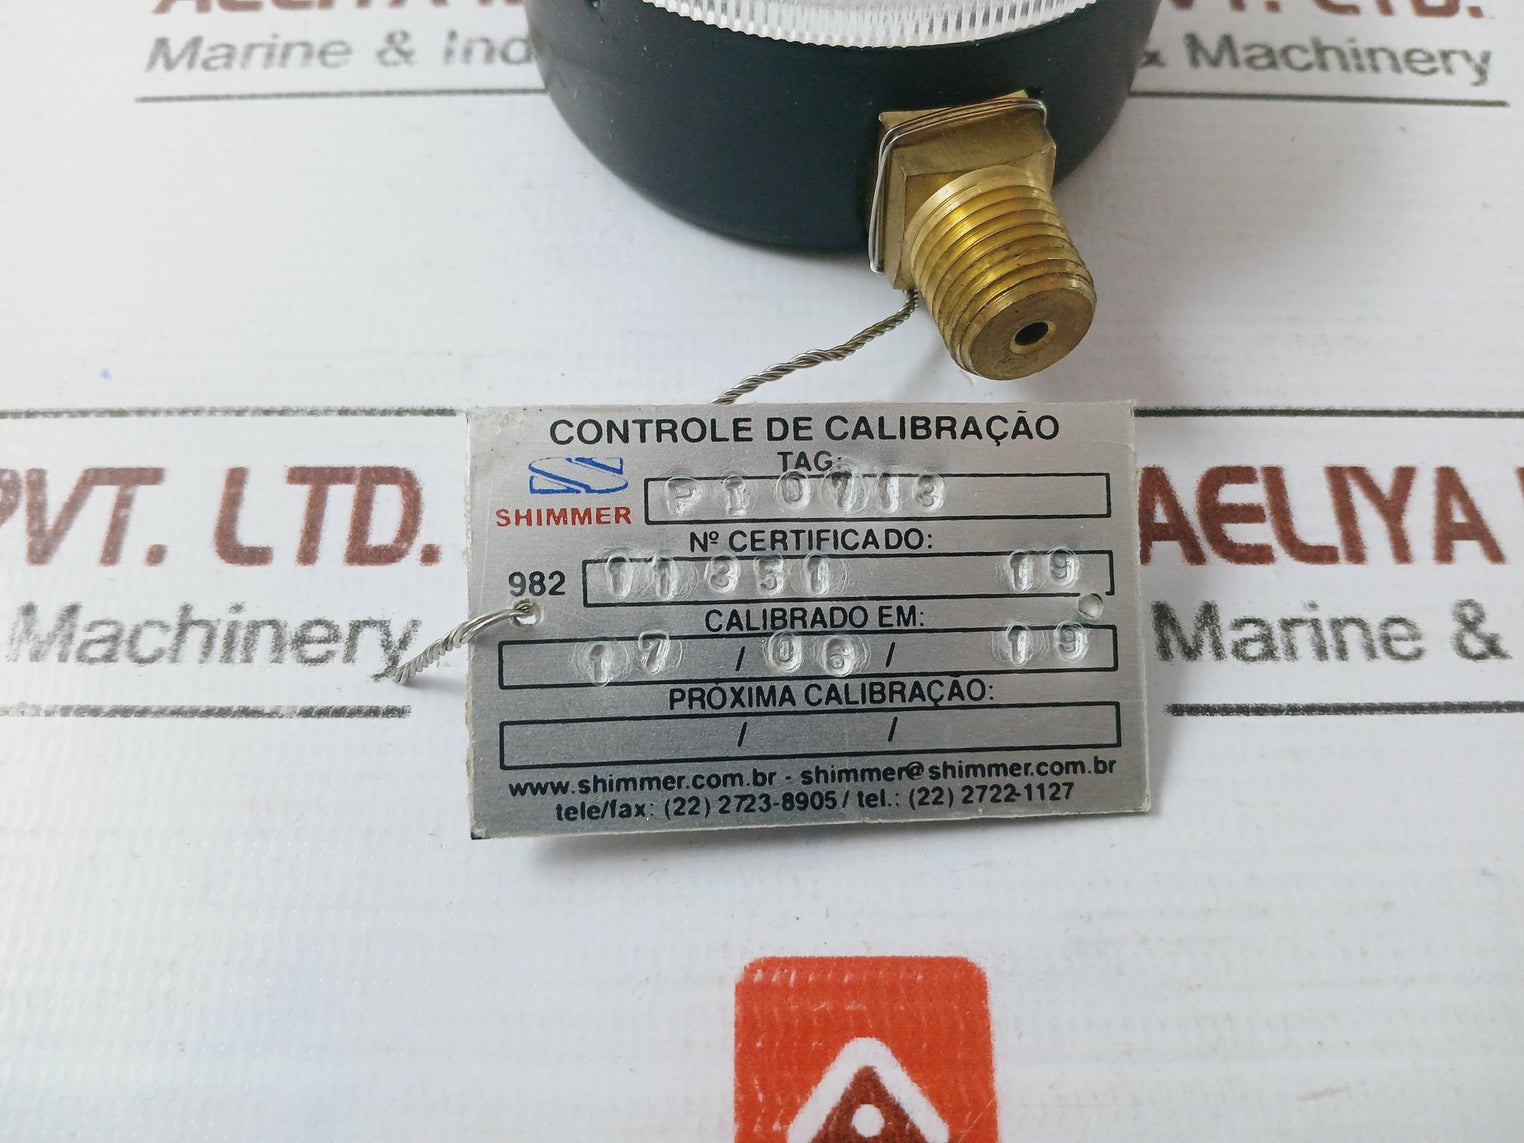 Marine &
& Machinery
CONTROLE DE CALIBRAÇÃO
TAG:
SHIMMER
Nº CERTIFICADO:
982 11 351 19
CALIBRADO EM:
17 / 06 / 19
PRÓXIMA CALIBRAÇÃO:
/ /
www.shimmer.com.br - shimmer@shimmer.com.br
tele/fax: (22) 2723-8905 / tel.: (22) 2722-1127
PVT. LTD.
Machinery
AELIYA
Marine &